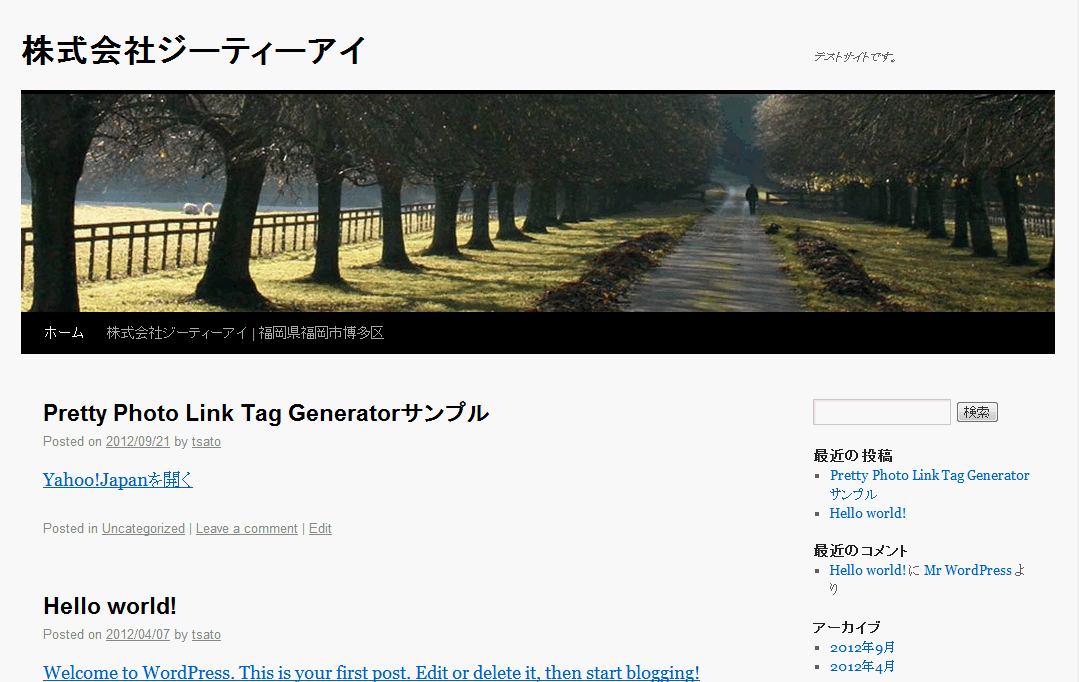 株式会社ジーティーアイ
テストサイトです。
ホーム 株式会社ジーティーアイ | 福岡県福岡市博多区
Pretty Photo Link Tag Generatorサンプル
Posted on 2012/09/21 by tsato
Yahoo!Japanを開く
Posted in Uncategorized | Leave a comment | Edit
Hello world!
Posted on 2012/04/07 by tsato
Welcome to WordPress. This is your first post. Edit or delete it, then start blogging!
検索
最近の投稿
Pretty Photo Link Tag Generator
サンプル
Hello world!
最近のコメント
Hello world! に Mr WordPress よ
り
アーカイブ
2012年9月
2012年4月